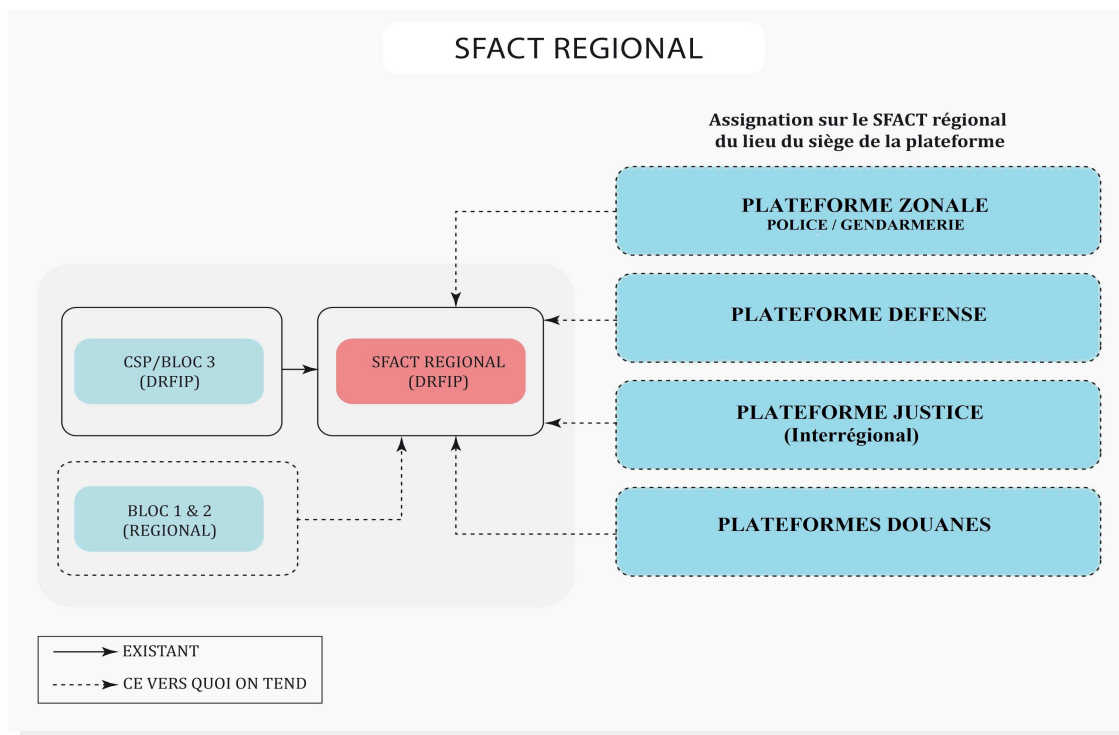 SFACT REGIONAL
Assignation sur le SFACT régional
du lieu du siège de la plateforme
PLATEFORME ZONALE
POLICE / GENDARMERIE
PLATEFORME DEFENSE
CSP/BLOC 3
(DRFIP)
SFACT REGIONAL
(DRFIP)
PLATEFORME JUSTICE
(Interrégional)
BLOC 1 & 2
(REGIONAL)
PLATEFORMES DOUANES
EXISTANT
CE VERS QUOI ON TEND